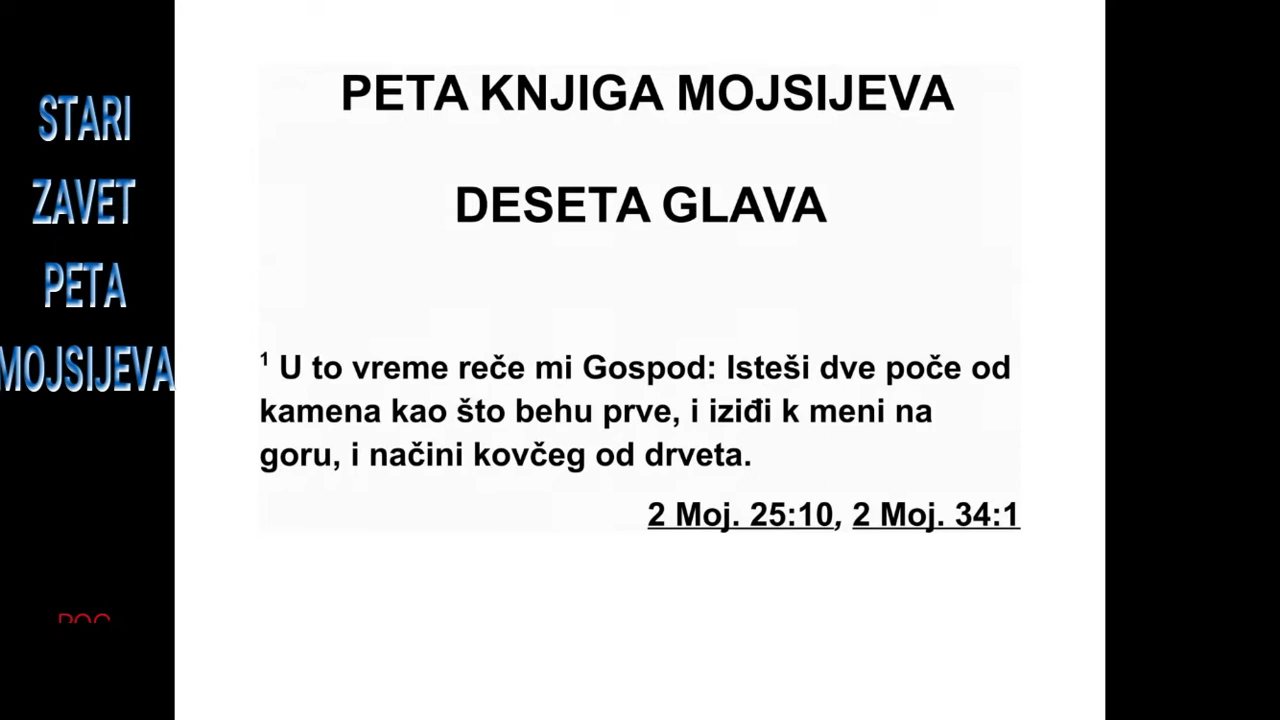 STARI
ZAVET
PETA
MOJSIJEVA
PETA KNJIGA MOJSIJEVA
DESETA GLAVA
1 U to vreme reče mi Gospod: Isteši dve poče od
kamena kao što behu prve, i iziđi k meni na
goru, i načini kovčeg od drveta.
2 Moj. 25:10, 2 Moj. 34:1